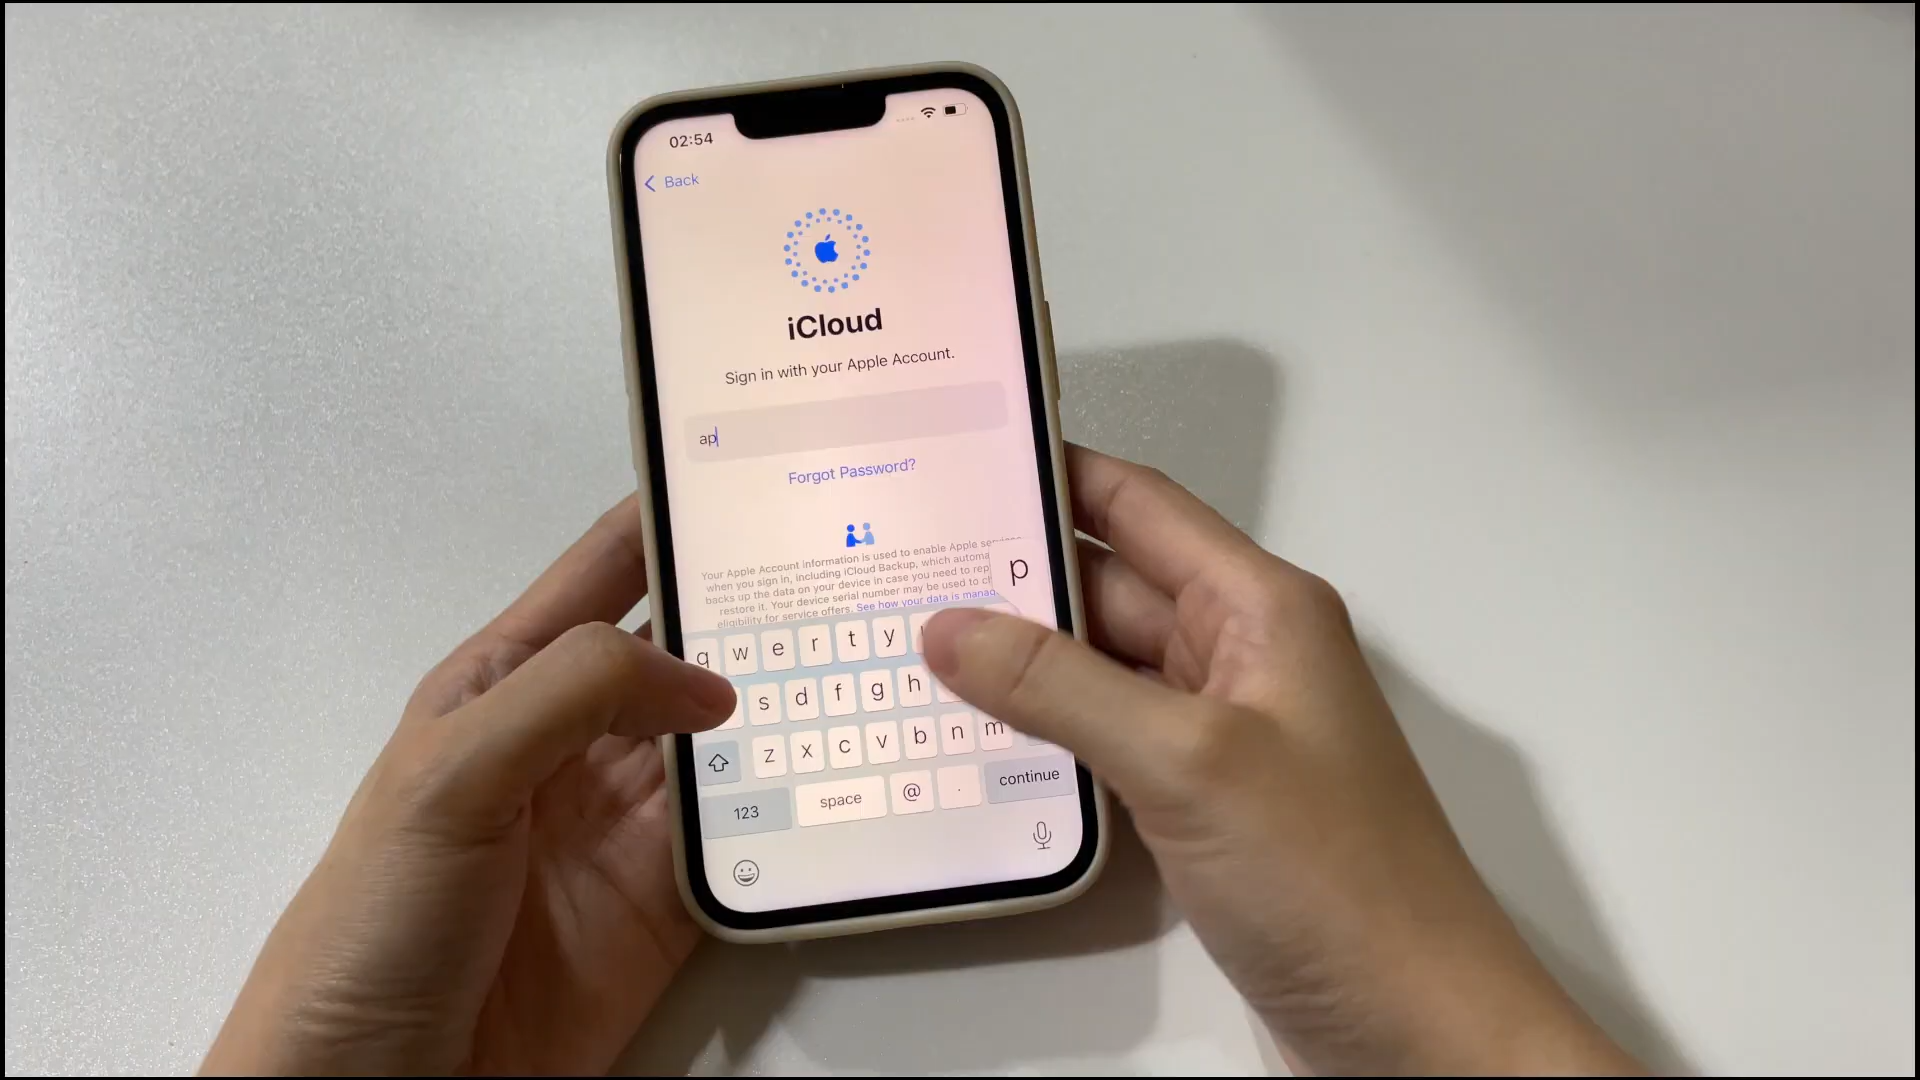 02:54
Back
iCloud
Sign in with your Apple Account.
ap
Forgot Password?
Your Apple Account information is used to enable Apple
when you sign in, including iCloud Backup, which
backs up the data on your device in case you need to
restore it. Your device serial number may be used to
eligibility for service offers. See how your data is
p
q w e r t y
s d f g h
z x c v b n m
123 space @ . continue